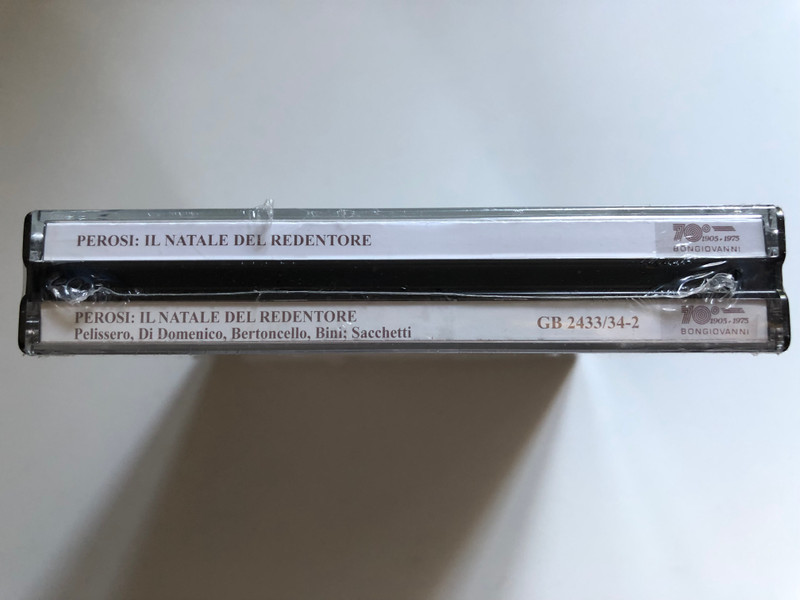 PEROSI: IL NATALE DEL REDENTORE
70° 1905 • 1975
BONGIOVANNI
PEROSI: IL NATALE DEL REDENTORE
Pelissero, Di Domenico, Bertoncello, Bini; Sacchetti
GB 2433/34-2
70° 1905 • 1975
BONGIOVANNI